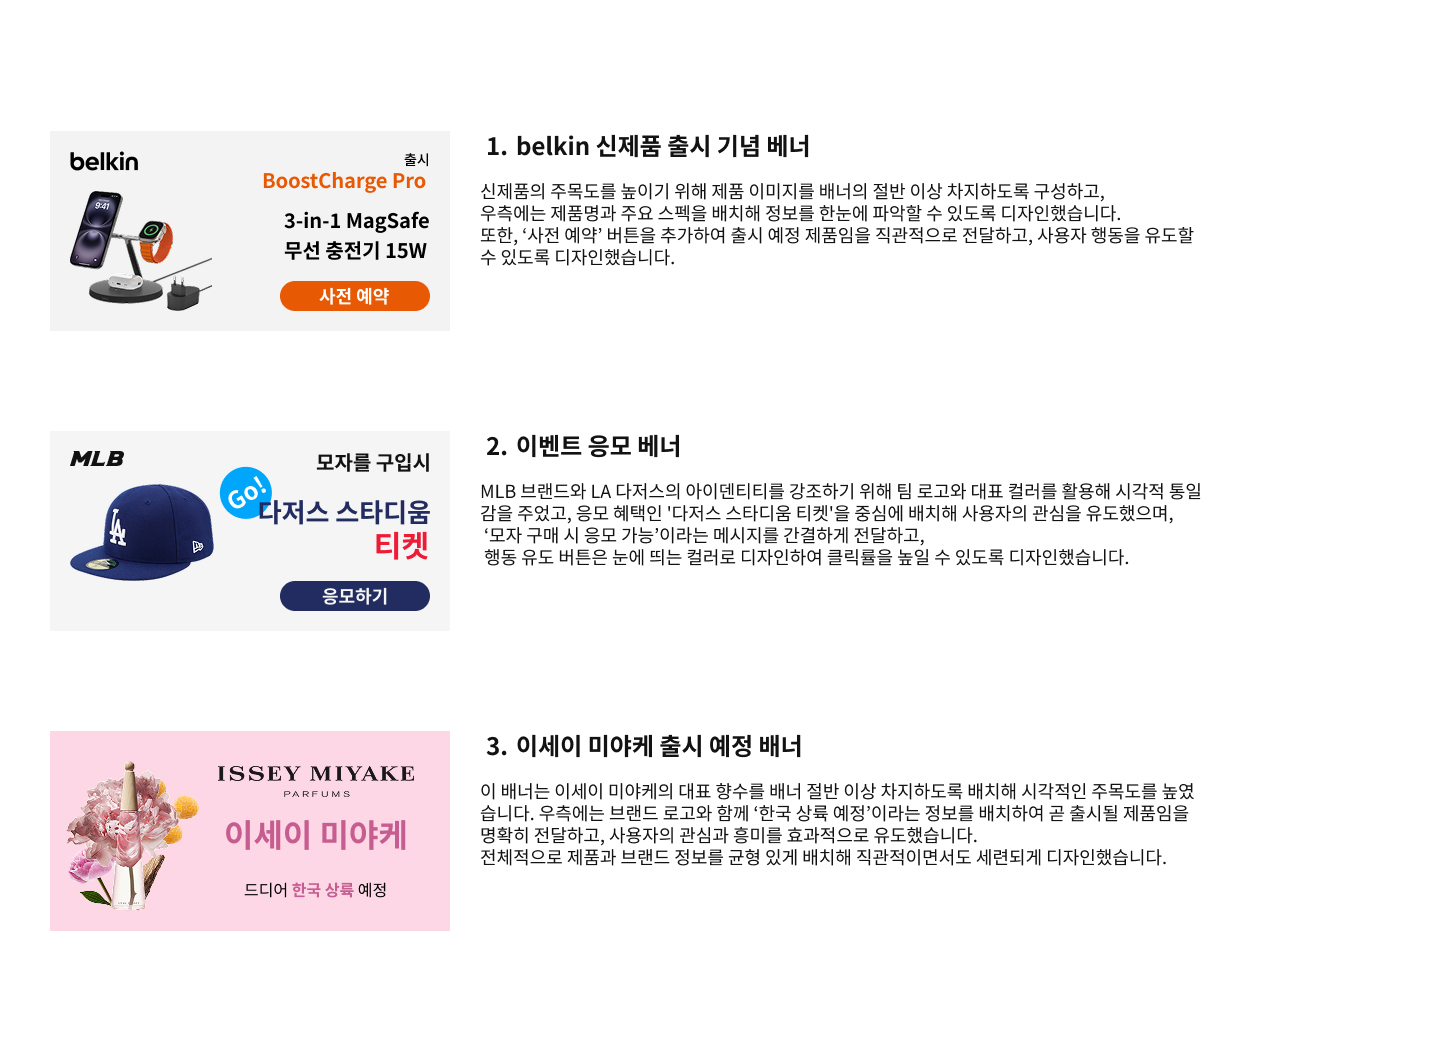 belkin
출시
BoostCharge Pro
9:41
3-in-1 MagSafe
무선 충전기 15W
사전 예약
1. belkin 신제품 출시 기념 베너
신제품의 주목도를 높이기 위해 제품 이미지를 배너의 절반 이상 차지하도록 구성하고,
우측에는 제품명과 주요 스펙을 배치해 정보를 한눈에 파악할 수 있도록 디자인했습니다.
또한, ‘사전 예약’ 버튼을 추가하여 출시 예정 제품임을 직관적으로 전달하고, 사용자 행동을 유도할
수 있도록 디자인했습니다.
MLB
모자를 구입시
Go!
다저스 스타디움
티켓
LA
응모하기
2. 이벤트 응모 베너
MLB 브랜드와 LA 다저스의 아이덴티티를 강조하기 위해 팀 로고와 대표 컬러를 활용해 시각적 통일
감을 주었고, 응모 혜택인 '다저스 스타디움 티켓'을 중심에 배치해 사용자의 관심을 유도했으며,
‘모자 구매 시 응모 가능’이라는 메시지를 간결하게 전달하고,
행동 유도 버튼은 눈에 띄는 컬러로 디자인하여 클릭률을 높일 수 있도록 디자인했습니다.
ISSEY MIYAKE
PARFUMS
이세이 미야케
드디어 한국 상륙 예정
3. 이세이 미야케 출시 예정 배너
이 배너는 이세이 미야케의 대표 향수를 배너 절반 이상 차지하도록 배치해 시각적인 주목도를 높였
습니다. 우측에는 브랜드 로고와 함께 ‘한국 상륙 예정’이라는 정보를 배치하여 곧 출시될 제품임을
명확히 전달하고, 사용자의 관심과 흥미를 효과적으로 유도했습니다.
전체적으로 제품과 브랜드 정보를 균형 있게 배치해 직관적이면서도 세련되게 디자인했습니다.